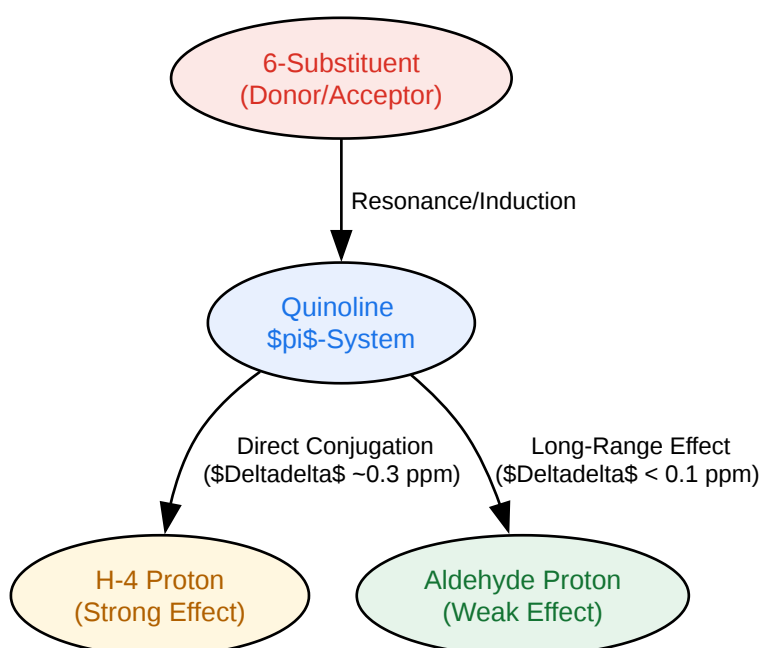 6-Substituent
(Donor/Acceptor)
Resonance/Induction
Quinoline
$pi$-System
Direct Conjugation
($Deltadelta$ ~0.3 ppm)
Long-Range Effect
($Deltadelta$ < 0.1 ppm)
H-4 Proton
(Strong Effect)
Aldehyde Proton
(Weak Effect)